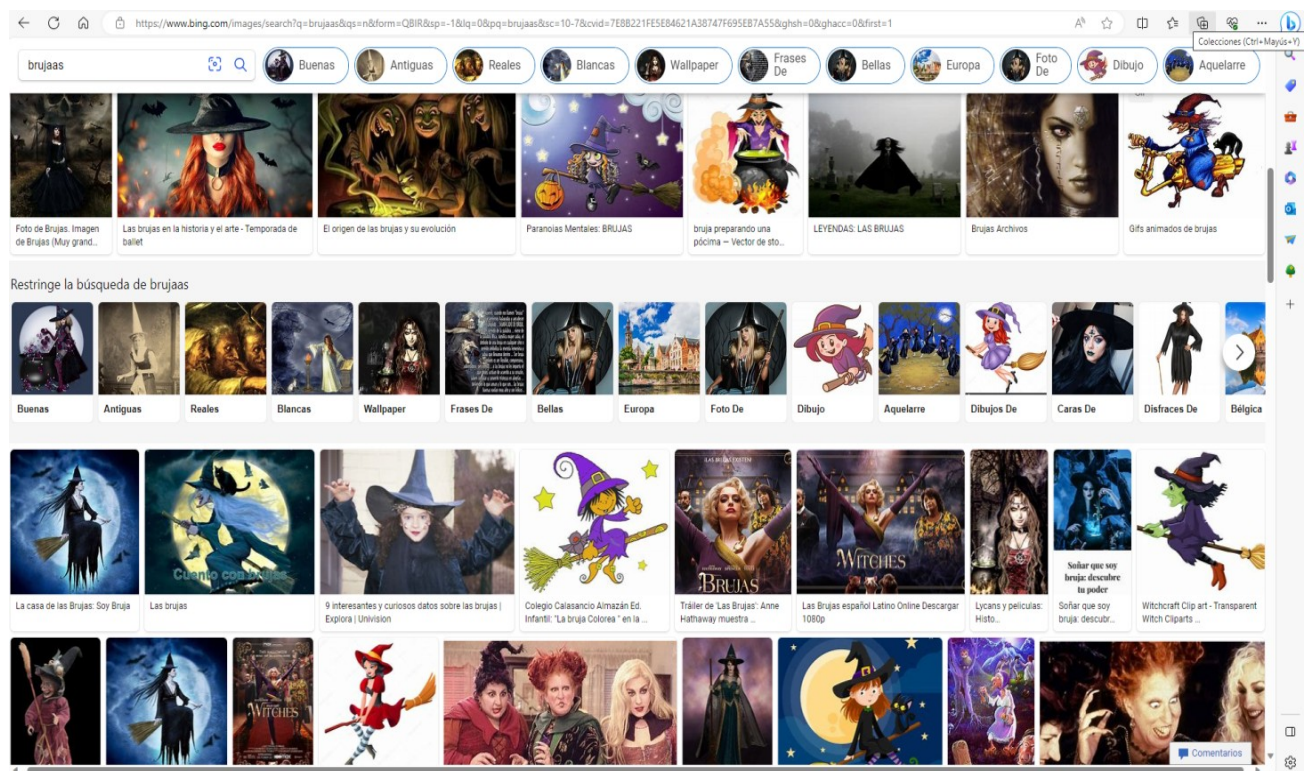 https://www.bing.com/images/search?q=brujaas&qs=n&form=QBIR&sp=-1&lq=0&pq=brujaas&sc=10-7&cvid=7E8B221FE5E84621A38747F695EB7A55&ghsh=0&ghacc=0&first=1
Colecciones (Ctrl+Mayús+Y)
brujaas
Buenas
Antiguas
Reales
Blancas
Wallpaper
Frases
De
Bellas
Europa
Foto
De
Dibujo
Aquelarre
Foto de Brujas. Imagen
de Brujas (Muy grand...
Las brujas en la historia y el arte - Temporada de
ballet
El origen de las brujas y su evolución
Paranoias Mentales: BRUJAS
bruja preparando una
pócima — Vector de sto...
LEYENDAS: LAS BRUJAS
Brujas Archivos
Gifs animados de brujas
Restringe la búsqueda de brujaas
Buenas
Antiguas
Reales
Blancas
Wallpaper
Frases De
Bellas
Europa
Foto De
Dibujo
Aquelarre
Dibujos De
Caras De
Disfraces De
Bélgica
Cuento con brujas
BRUJAS
WITCHES
Soñar que soy
bruja: descubre
tu poder
La casa de las Brujas: Soy Bruja
Las brujas
9 interesantes y curiosos datos sobre las brujas |
Explora | Univision
Colegio Calasancio Almazán Ed.
Infantil: "La bruja Colorea " en la ...
Tráiler de 'Las Brujas': Anne
Hathaway muestra ...
Las Brujas español Latino Online Descargar
1080p
Lycans y peliculas:
Histo...
Soñar que soy
bruja: descubr...
Witchcraft Clip art - Transparent
Witch Cliparts ...
WITCHES
Comentarios